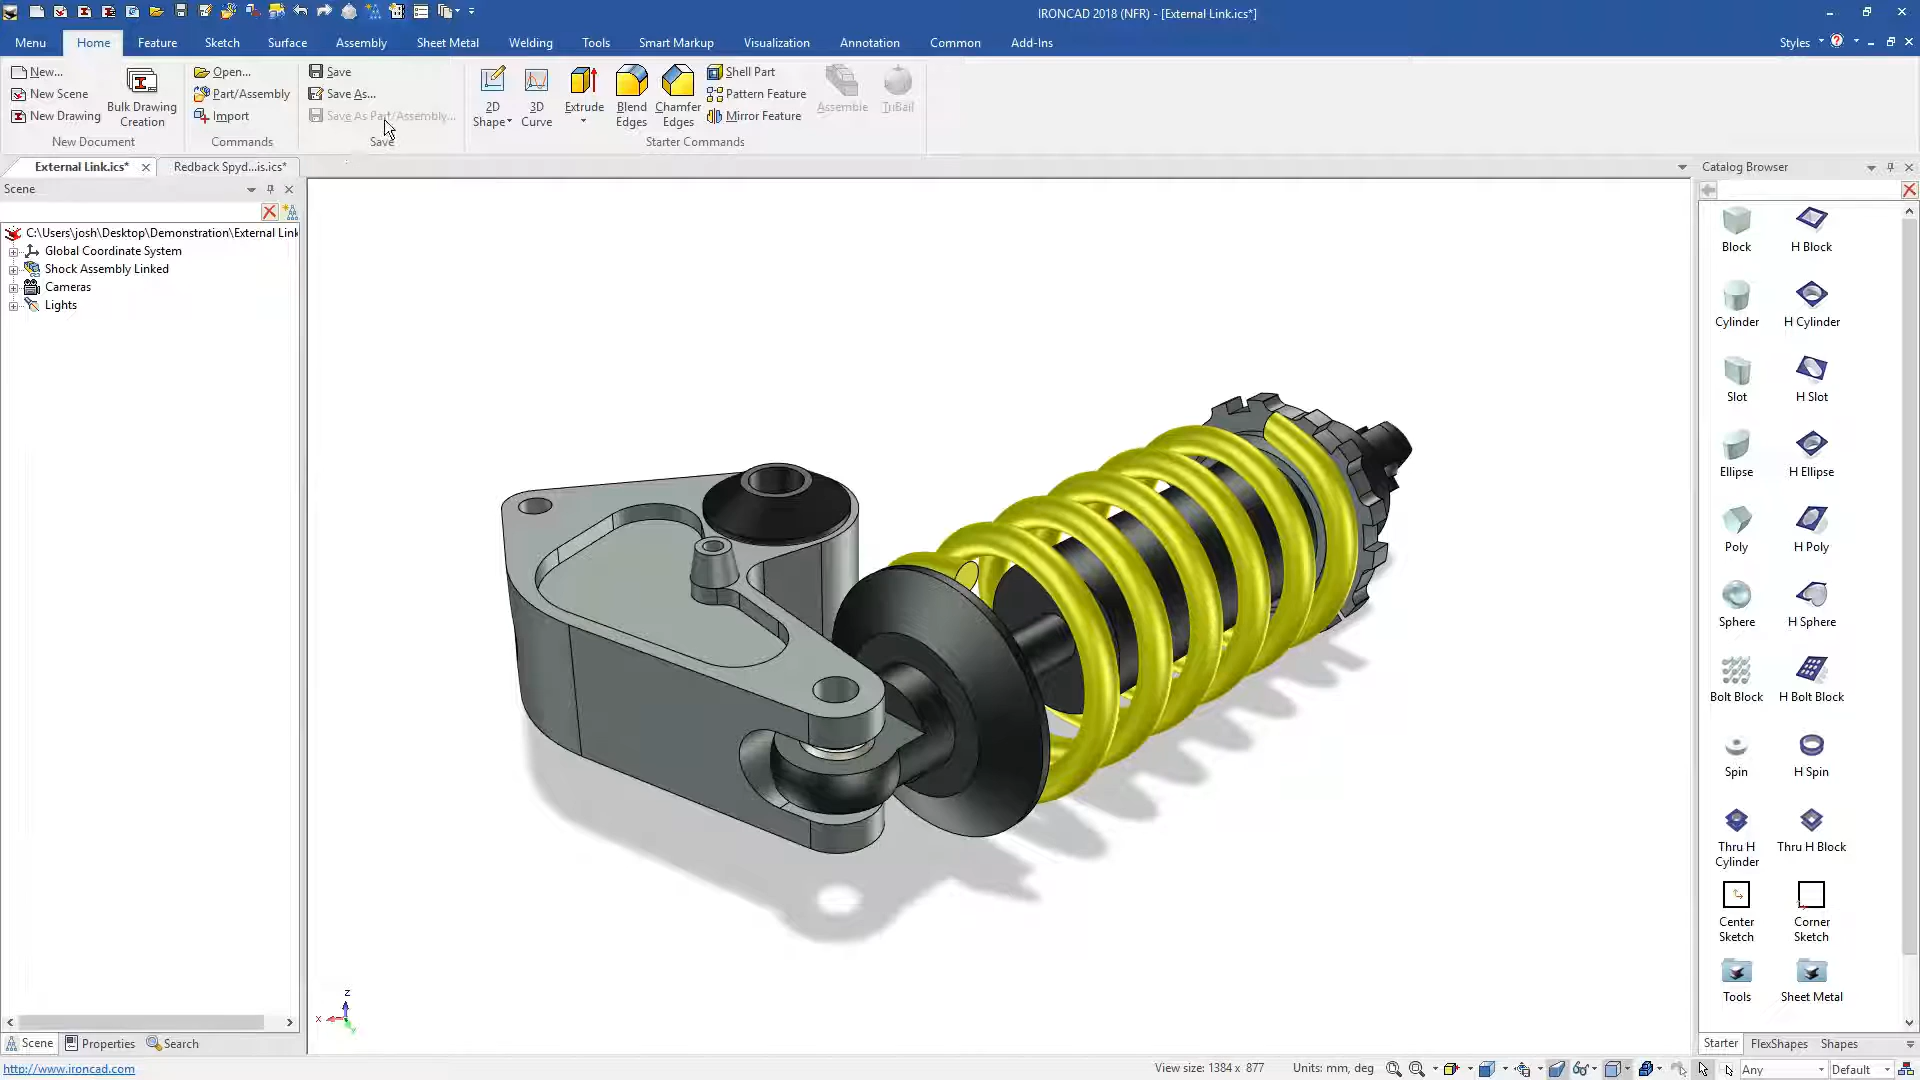 IRONCAD 2018 (NFR) - [External Link.ics*]
Menu Home Feature Sketch Surface Assembly Sheet Metal Welding Tools Smart Markup Visualization Annotation Common Add-Ins Styles
New...
New Scene
New Drawing
Bulk Drawing
Creation
New Document
Open...
Part/Assembly
Import
Commands
Save
Save As...
Save As Part/Assembly...
Save
2D
Shape
3D
Curve
Extrude
Blend
Edges
Chamfer
Edges
Shell Part
Pattern Feature
Mirror Feature
Assemble
TriBall
Starter Commands
External Link.ics*
Redback Spyd...is.ics*
Scene
C:\Users\josh\Desktop\Demonstration\External Link
Global Coordinate System
Shock Assembly Linked
Cameras
Lights
Z
X
Y
Catalog Browser
Block
H Block
Cylinder
H Cylinder
Slot
H Slot
Ellipse
H Ellipse
Poly
H Poly
Sphere
H Sphere
Bolt Block
H Bolt Block
Spin
H Spin
Thru H
Cylinder
Thru H Block
Center
Sketch
Corner
Sketch
Tools
Sheet Metal
Scene Properties Search
Starter FlexShapes Shapes
http://www.ironcad.com
View size: 1384 x 877
Units: mm, deg
Any
Default